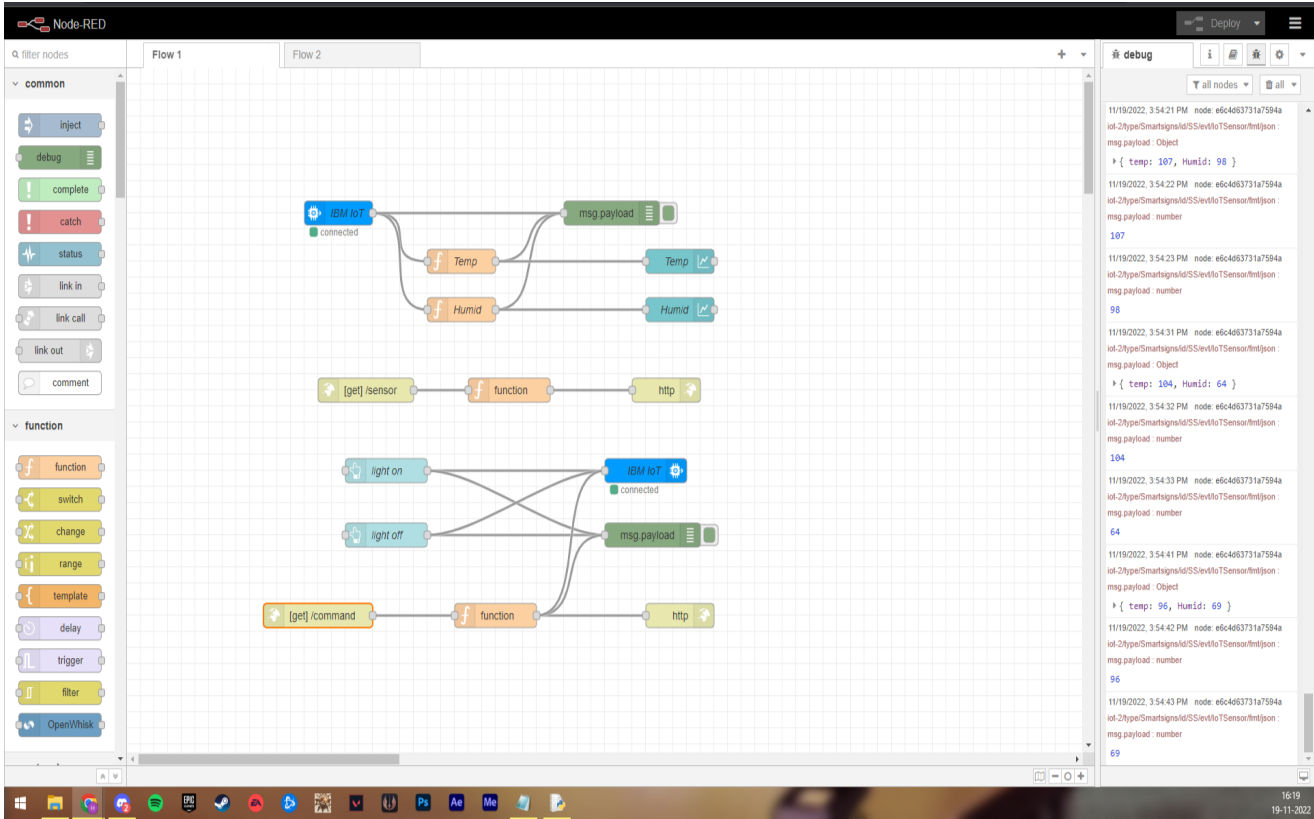 Node-RED
Deploy
filter nodes
Flow 1
Flow 2
debug
i
all nodes
all
common
inject
debug
complete
catch
status
link in
link call
link out
comment
function
function
switch
change
range
template
delay
trigger
filter
OpenWhisk
IBM IoT
connected
msg.payload
Temp
Temp
Humid
Humid
[get] /sensor
function
http
light on
IBM IoT
connected
light off
msg.payload
[get] /command
function
http
11/19/2022, 3:54:21 PM node: e6c4d63731a7594a
iot-2/type/Smartsigns/id/SS/evt/IoTSensor/fmt/json :
msg.payload : Object
{ temp: 107, Humid: 98 }
11/19/2022, 3:54:22 PM node: e6c4d63731a7594a
iot-2/type/Smartsigns/id/SS/evt/IoTSensor/fmt/json :
msg.payload : number
107
11/19/2022, 3:54:23 PM node: e6c4d63731a7594a
iot-2/type/Smartsigns/id/SS/evt/IoTSensor/fmt/json :
msg.payload : number
98
11/19/2022, 3:54:31 PM node: e6c4d63731a7594a
iot-2/type/Smartsigns/id/SS/evt/IoTSensor/fmt/json :
msg.payload : Object
{ temp: 104, Humid: 64 }
11/19/2022, 3:54:32 PM node: e6c4d63731a7594a
iot-2/type/Smartsigns/id/SS/evt/IoTSensor/fmt/json :
msg.payload : number
104
11/19/2022, 3:54:33 PM node: e6c4d63731a7594a
iot-2/type/Smartsigns/id/SS/evt/IoTSensor/fmt/json :
msg.payload : number
64
11/19/2022, 3:54:41 PM node: e6c4d63731a7594a
iot-2/type/Smartsigns/id/SS/evt/IoTSensor/fmt/json :
msg.payload : Object
{ temp: 96, Humid: 69 }
11/19/2022, 3:54:42 PM node: e6c4d63731a7594a
iot-2/type/Smartsigns/id/SS/evt/IoTSensor/fmt/json :
msg.payload : number
96
11/19/2022, 3:54:43 PM node: e6c4d63731a7594a
iot-2/type/Smartsigns/id/SS/evt/IoTSensor/fmt/json :
msg.payload : number
69
EPIC
EA
Ps
Ae
Me
16:19
19-11-2022